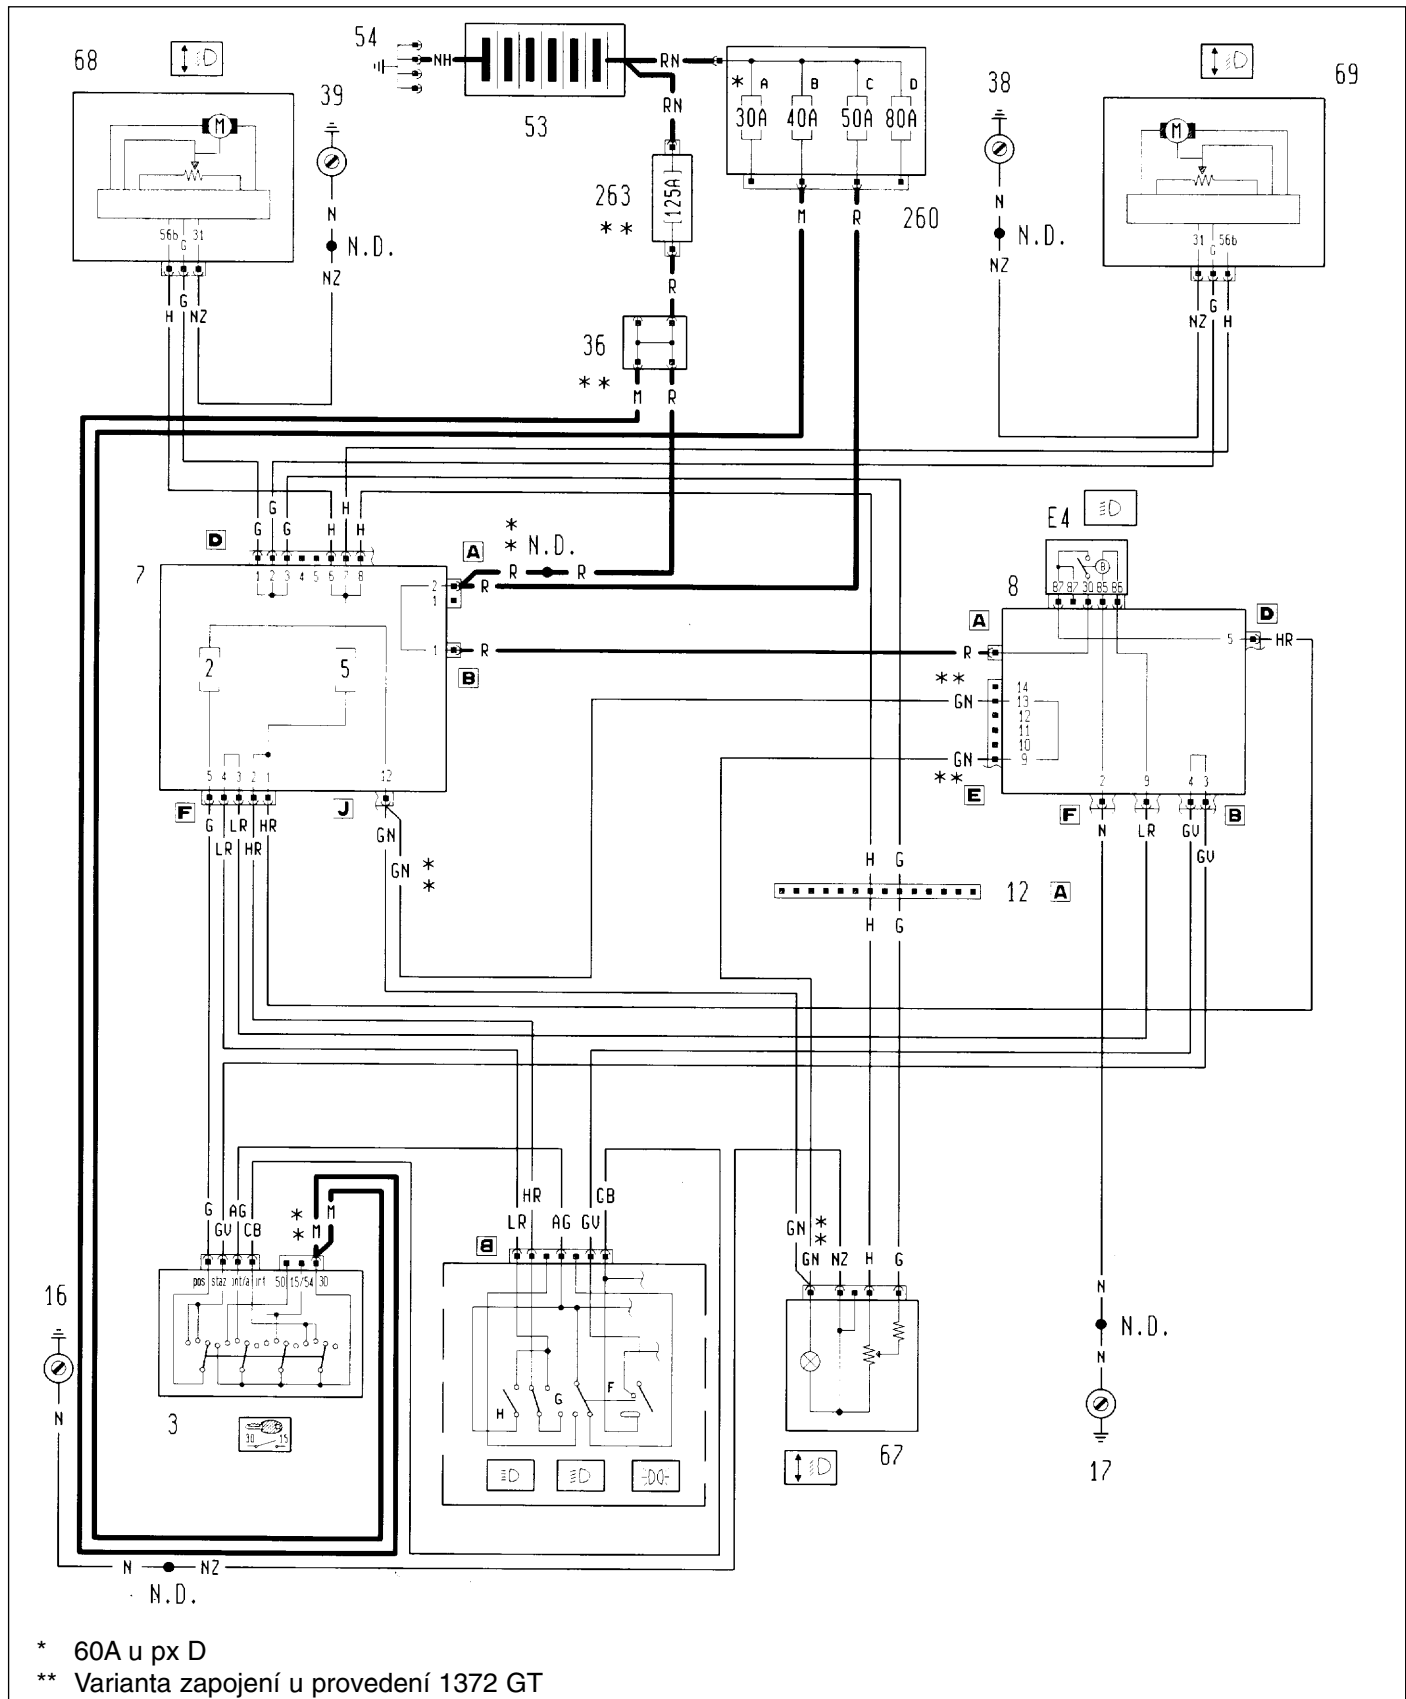 68
39
54
NH
53
RN
RN
* A B C D
30A 40A 50A 80A
260
38
69
M
M
263
* *
125A
N
N.D.
NZ
N
N.D.
NZ
56b G 31
H G NZ
31 G 56b
NZ G H
M R
R
36
* *
M R
G G G H H H
D
7
1 2 3 4 5 6 7 8
A
* * N.D.
R R
R
2
1
1
R
B
2
5
5 4 3 2 1
12
F
J
G LR LR HR HR
GN
GN * *
E4
8
B
87 87 30 85 86
A
R
D
5
HR
* *
GN
14
13
12
11
10
9
GN
* *
E
2 9 4 3
F
B
N LR GV GV
H G
12 A
H G
G GV AG CB
* * M M
pos staz int/a int 50 15/54 30
3
30 15
16
N
N
NZ
N.D.
B
LR HR AG GV CB
H G F
GN * *
GN NZ H G
67
N
N.D.
N
17
* 60A u px D
** Varianta zapojení u provedení 1372 GT